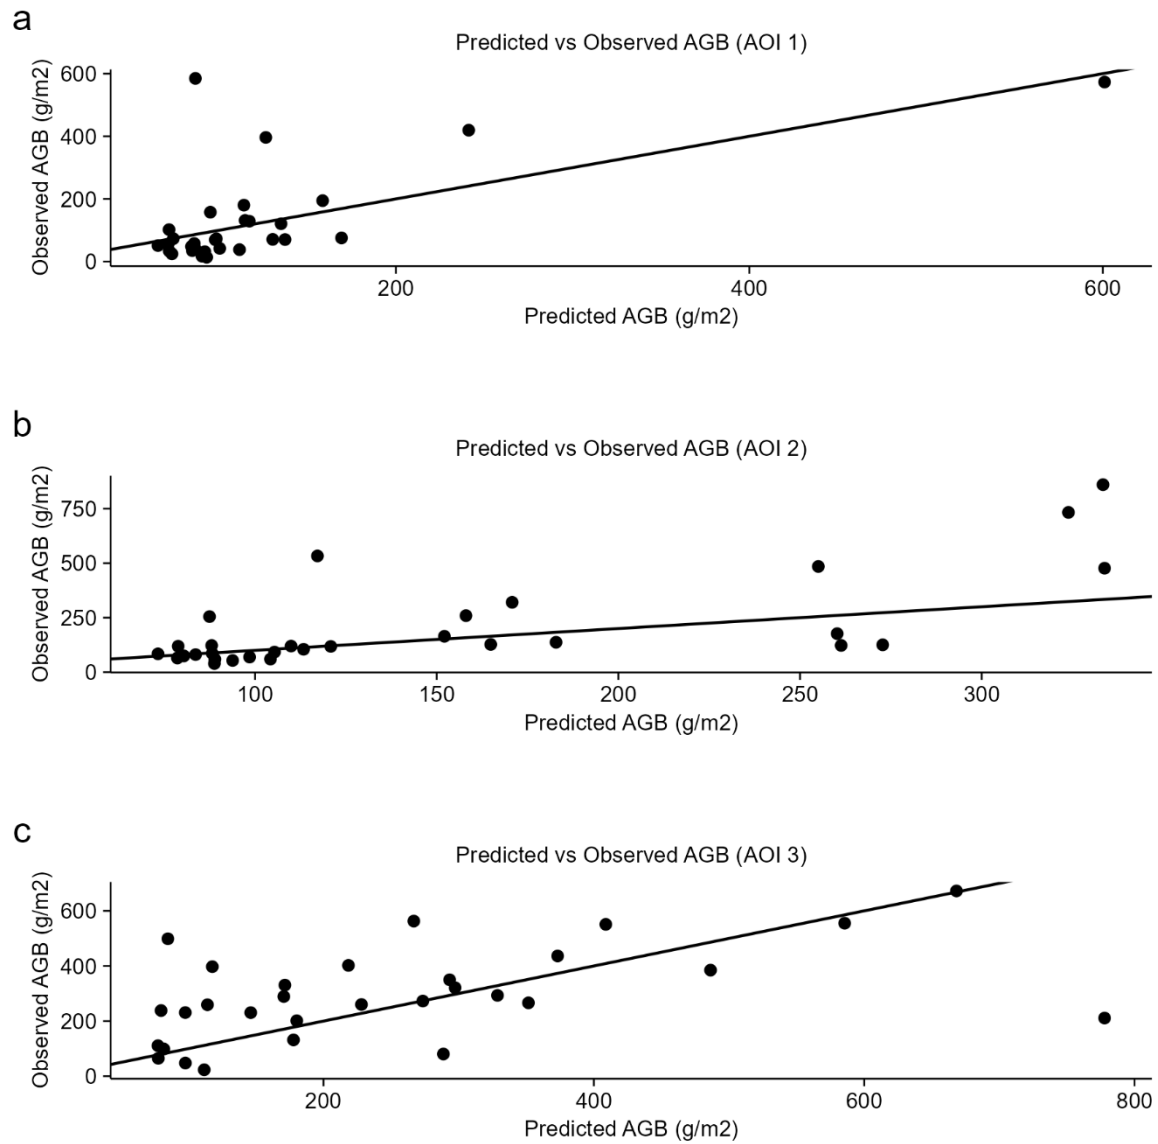 a
Predicted vs Observed AGB (AOI 1)
Observed AGB (g/m2)
600
400
200
0
200
400
600
Predicted AGB (g/m2)
b
Predicted vs Observed AGB (AOI 2)
Observed AGB (g/m2)
750
500
250
0
100
150
200
250
300
Predicted AGB (g/m2)
c
Predicted vs Observed AGB (AOI 3)
Observed AGB (g/m2)
600
400
200
0
200
400
600
800
Predicted AGB (g/m2)